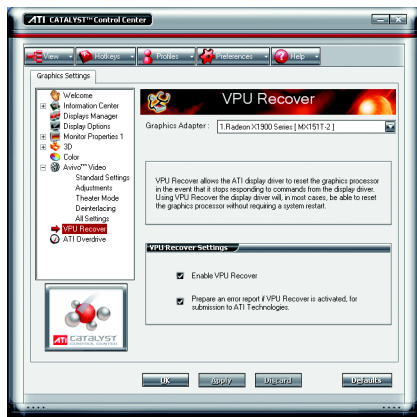 ATI CATALYST™ Control Center
View
Hotkeys
Profiles
Preferences
Help
Graphics Settings
Welcome
Information Center
Displays Manager
Display Options
Monitor Properties 1
3D
Color
Avivo™ Video
Standard Settings
Adjustments
Theater Mode
Deinterlacing
All Settings
VPU Recover
ATI Overdrive
VPU Recover
Graphics Adapter :
1.Radeon X1900 Series [ MX151T-2 ]
VPU Recover allows the ATI display driver to reset the graphics processor
in the event that it stops responding to commands from the display driver.
Using VPU Recover the display driver will, in most cases, be able to reset
the graphics processor without requiring a system restart.
VPU Recover Settings
Enable VPU Recover
Prepare an error report if VPU Recover is activated, for
submission to ATI Technologies.
ATI CATALYST
CONTROL CENTER
OK
Apply
Discard
Defaults